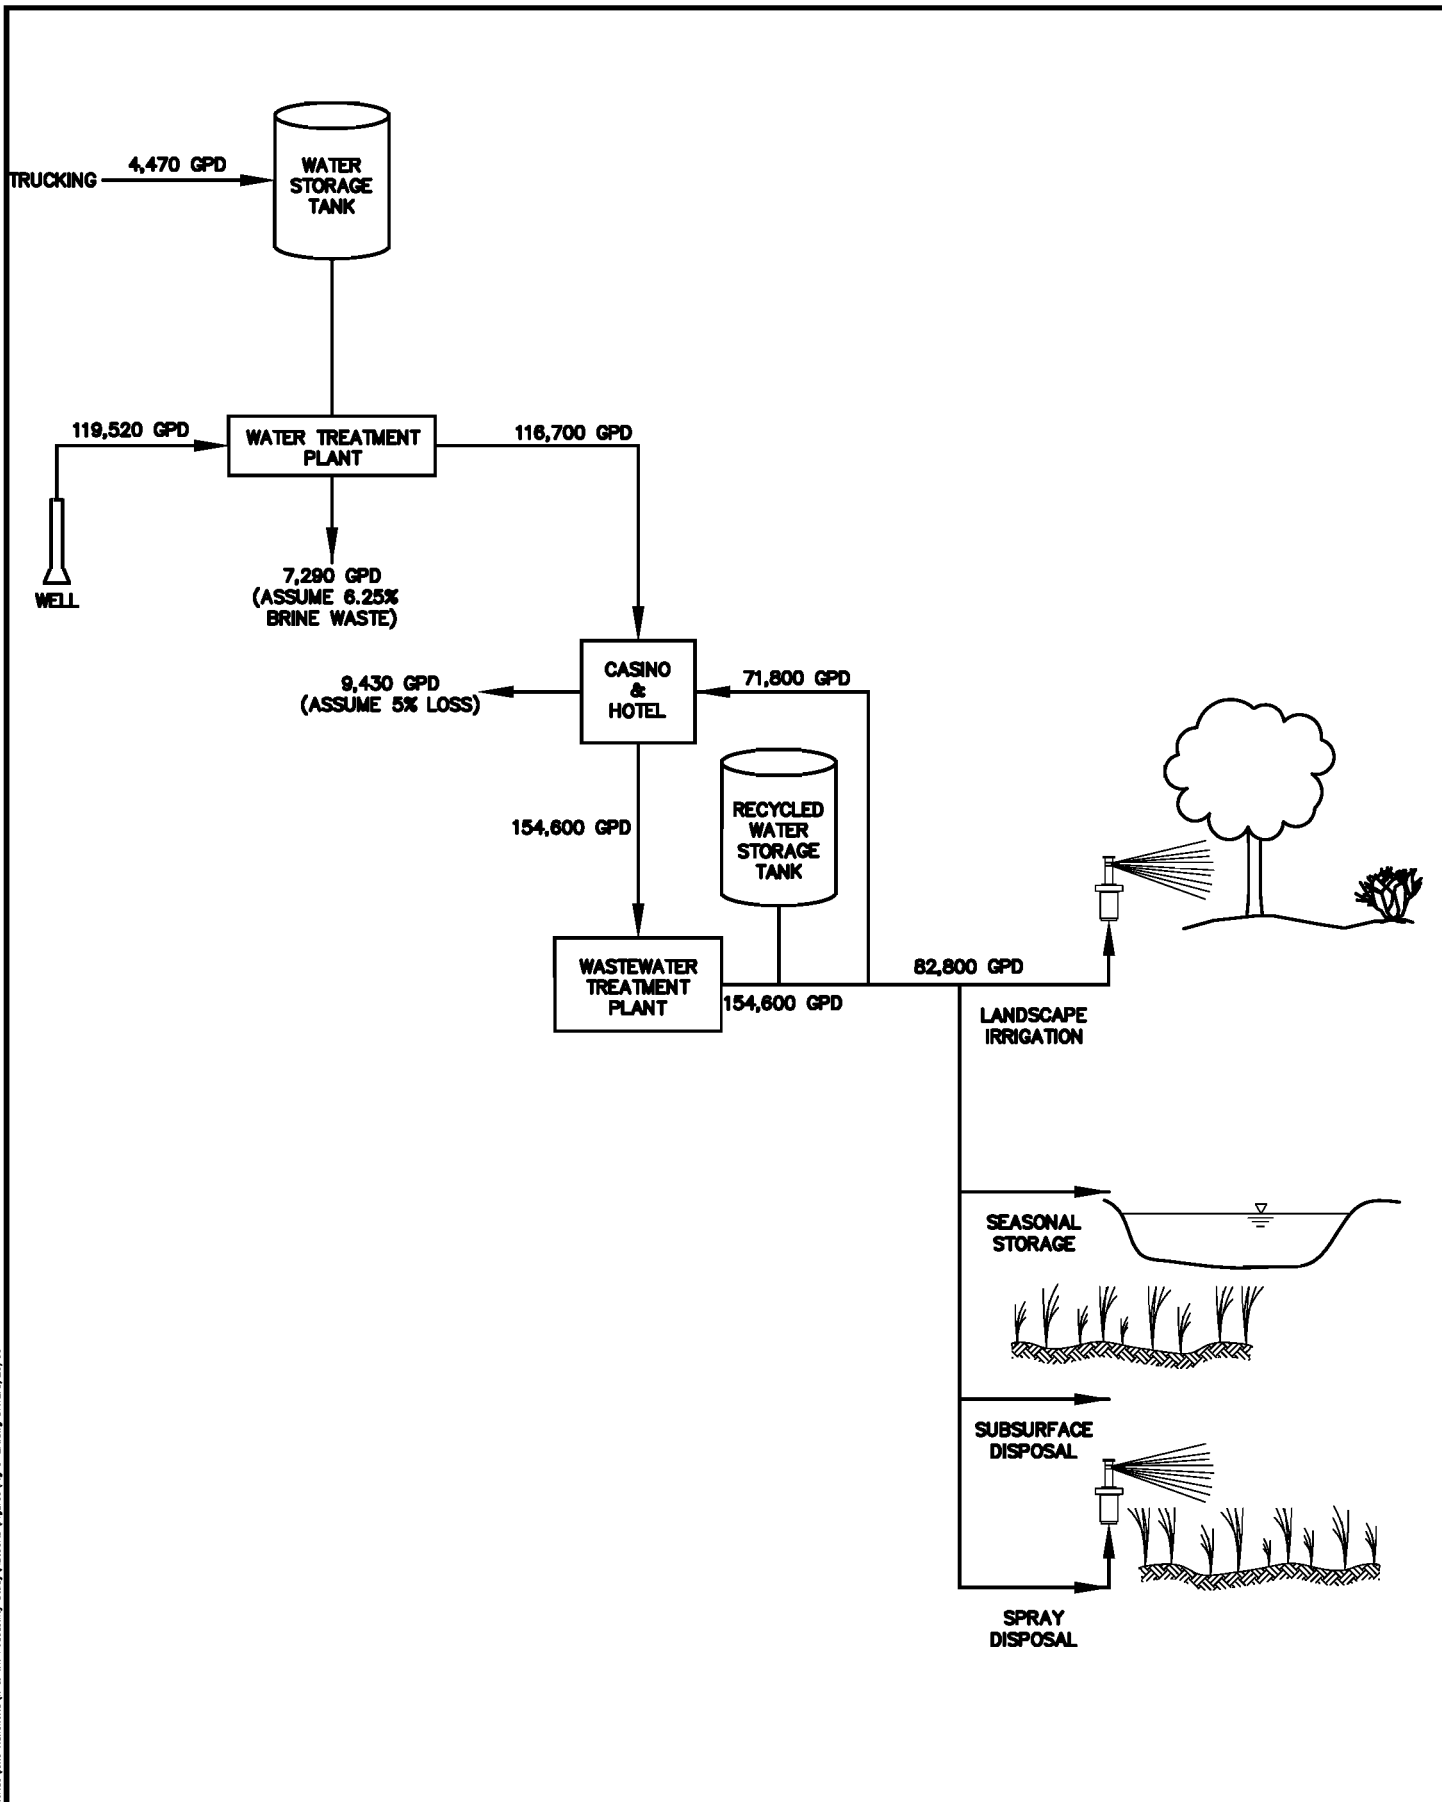 4,470 GPD
TRUCKING
WATER
STORAGE
TANK
119,520 GPD
WATER TREATMENT
PLANT
116,700 GPD
WELL
7,290 GPD
(ASSUME 6.25%
BRINE WASTE)
9,430 GPD
(ASSUME 5% LOSS)
CASINO
&
HOTEL
71,800 GPD
154,600 GPD
RECYCLED
WATER
STORAGE
TANK
WASTEWATER
TREATMENT
PLANT
154,600 GPD
82,800 GPD
LANDSCAPE
IRRIGATION
SEASONAL
STORAGE
SUBSURFACE
DISPOSAL
SPRAY
DISPOSAL